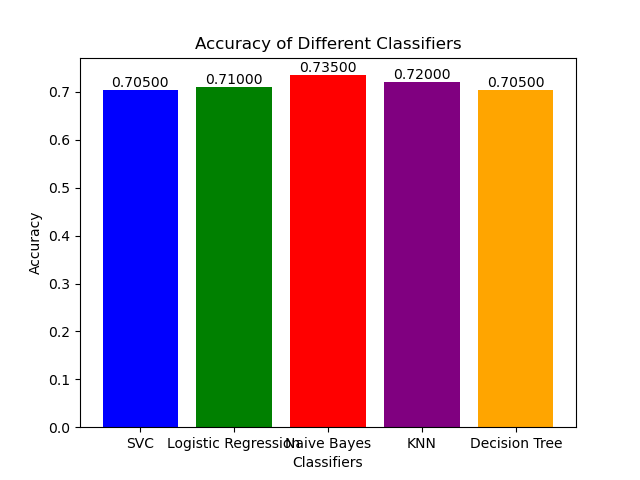 Accuracy of Different Classifiers
0.70500
0.71000
0.73500
0.72000
0.70500
Accuracy
0.7
0.6
0.5
0.4
0.3
0.2
0.1
0.0
SVC
Logistic Regression
Naive Bayes
KNN
Decision Tree
Classifiers